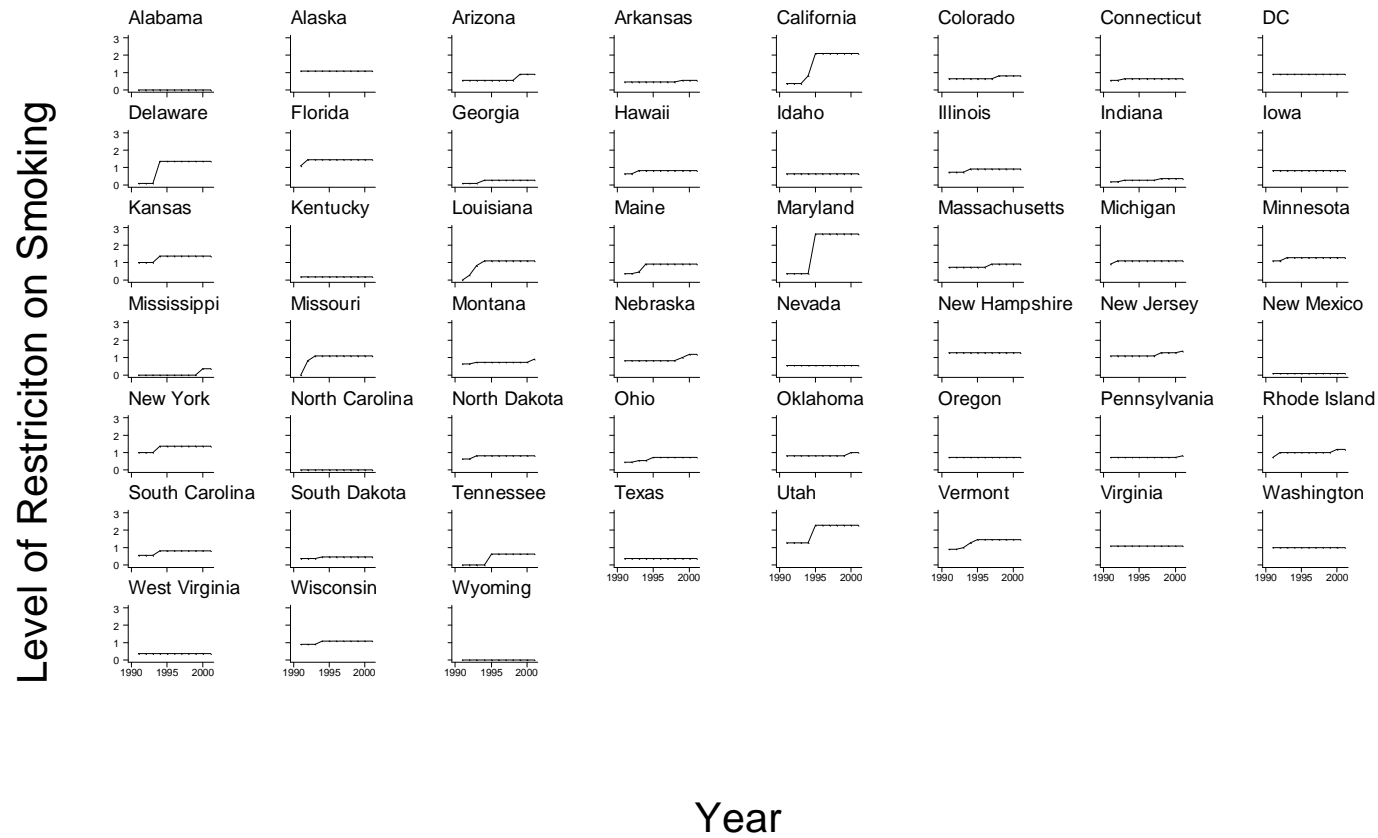 Level of Restriciton on Smoking
Alabama Alaska Arizona Arkansas California Colorado Connecticut DC
3
2
1
0
Delaware Florida Georgia Hawaii Idaho Illinois Indiana Iowa
3
2
1
0
Kansas Kentucky Louisiana Maine Maryland Massachusetts Michigan Minnesota
3
2
1
0
Mississippi Missouri Montana Nebraska Nevada New Hampshire New Jersey New Mexico
3
2
1
0
New York North Carolina North Dakota Ohio Oklahoma Oregon Pennsylvania Rhode Island
3
2
1
0
South Carolina South Dakota Tennessee Texas Utah Vermont Virginia Washington
3
2
1
0
1990 1995 2000 1990 1995 2000 1990 1995 2000 1990 1995 2000 1990 1995 2000
West Virginia Wisconsin Wyoming
3
2
1
0
1990 1995 2000 1990 1995 2000 1990 1995 2000
Year